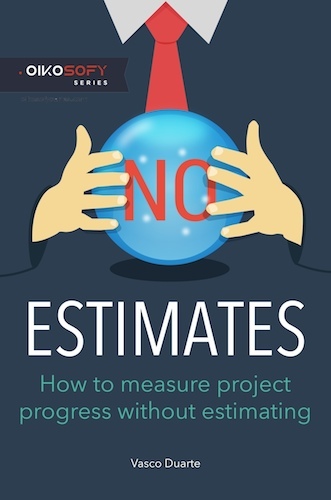 OIKOSOFY
SERIES
NO
ESTIMATES
How to measure project
progress without estimating
Vasco Duarte